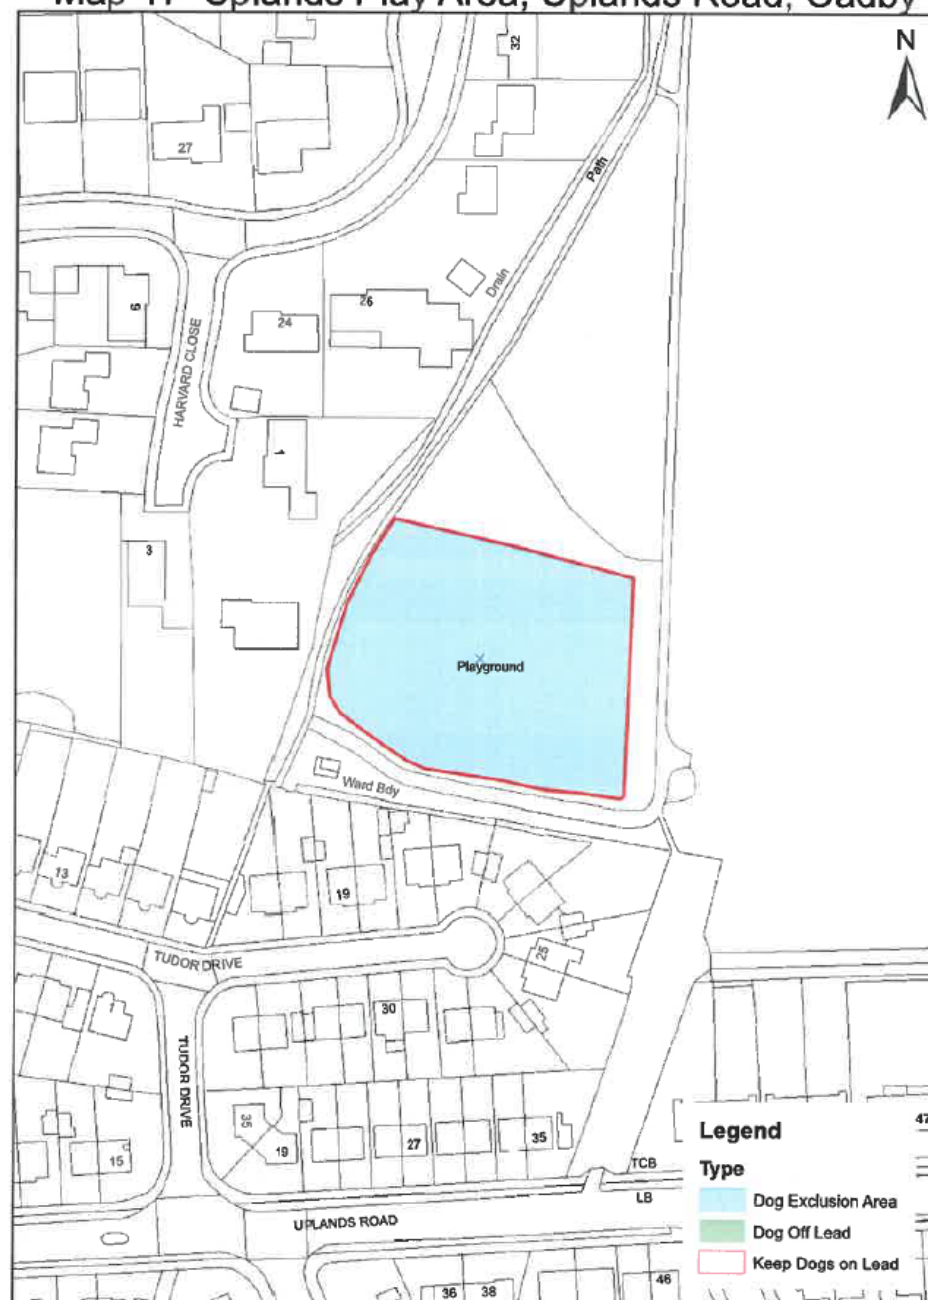 Map Uplands Play Area, Uplands Road, Oadby
N
32
27
Path
Drain
26
24
HARVARD CLOSE
1
3
Playground
Ward Bdy
13
19
TUDOR DRIVE
25
1
30
TUDOR DRIVE
35
19
27
35
15
TCB
LB
UPLANDS ROAD
36
38
46
47
Legend
Type
Dog Exclusion Area
Dog Off Lead
Keep Dogs on Lead